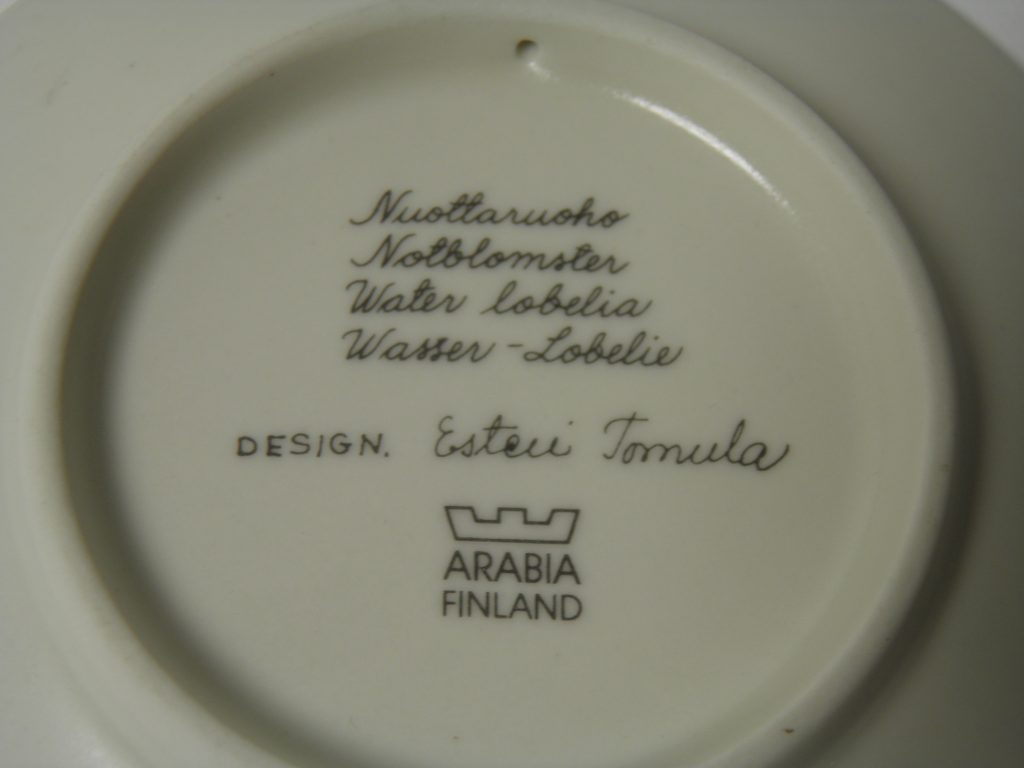 Nuottaruoho
Notblomster
Water lobelia
Wasser-Lobelie
DESIGN. Esteri Tomula
ARABIA
FINLAND